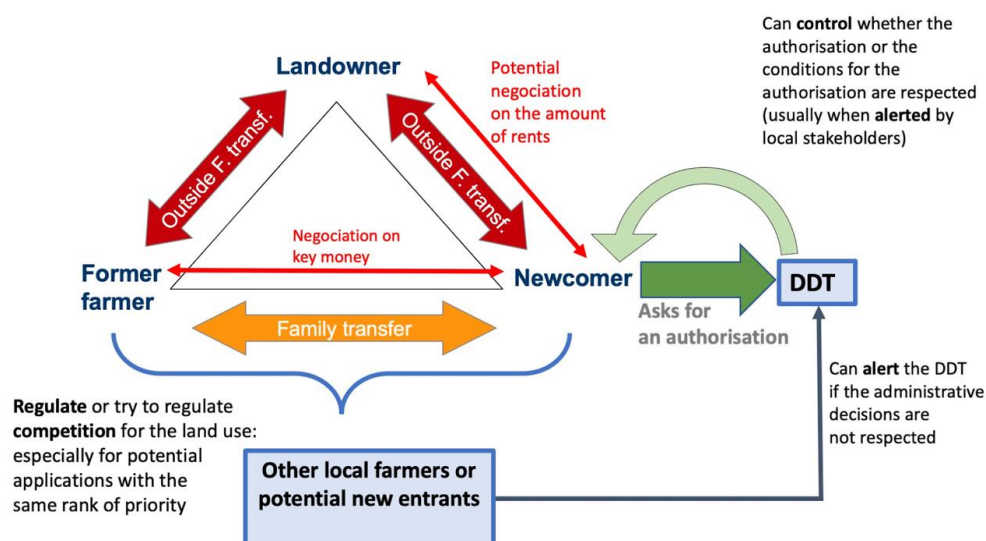 Can control whether the
authorisation or the
conditions for the
authorisation are respected
(usually when alerted by
local stakeholders)
Landowner
Potential
negociation
on the amount
of rents
Outside F. transf.
Outside F. transf.
Negociation on
key money
Former
farmer
Newcomer
DDT
Asks for
an authorisation
Family transfer
Can alert the DDT
if the administrative
decisions are
not respected
Regulate or try to regulate
competition for the land use:
especially for potential
applications with the
same rank of priority
Other local farmers or
potential new entrants